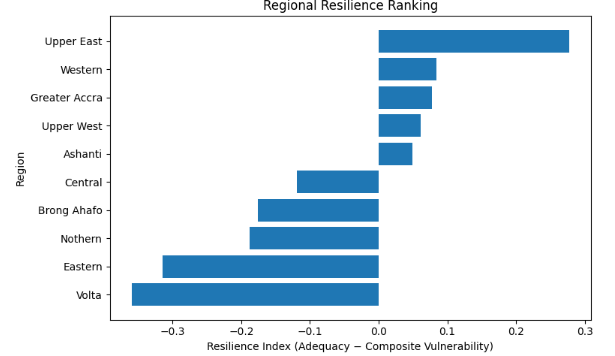 Regional Resilience Ranking
Upper East
Western
Greater Accra
Upper West
Ashanti
Central
Brong Ahafo
Nothern
Eastern
Volta
Region
−0.3 −0.2 −0.1 0.0 0.1 0.2 0.3
Resilience Index (Adequacy − Composite Vulnerability)